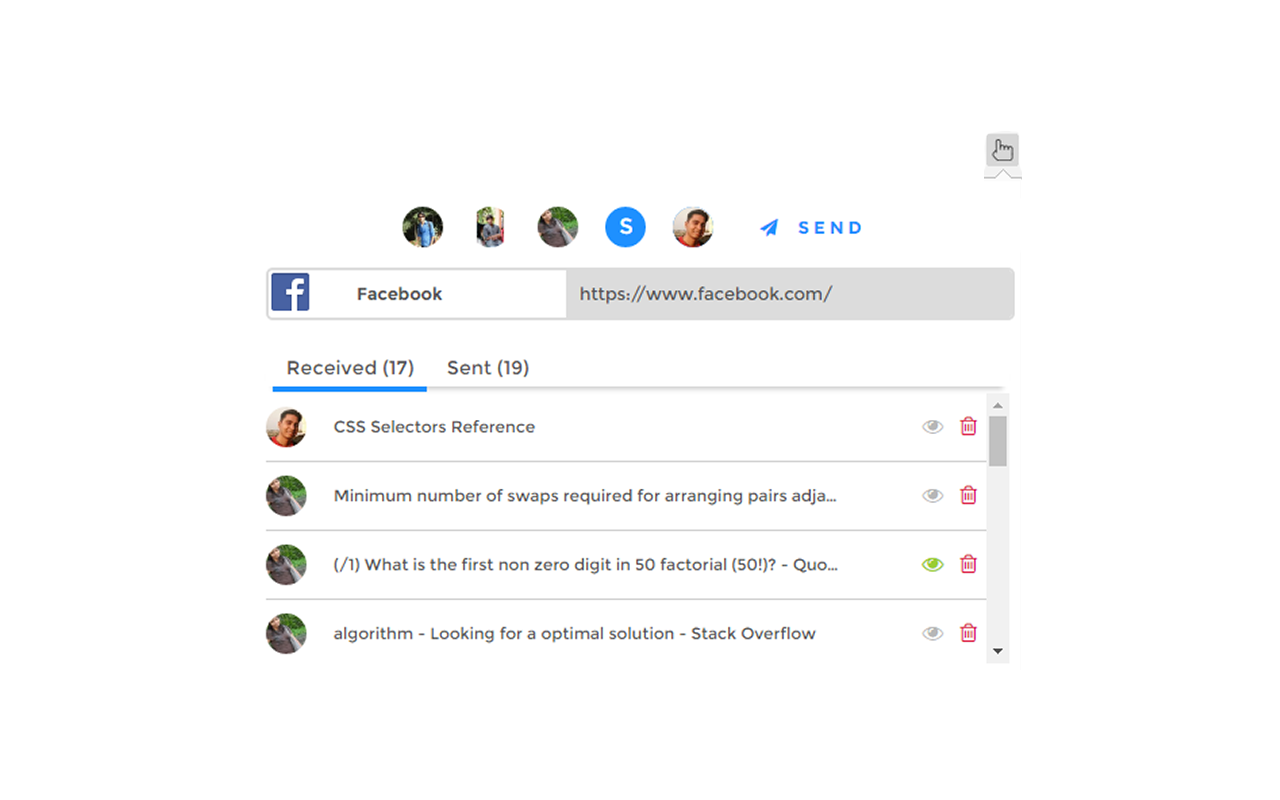 S SEND
f Facebook https://www.facebook.com/
Received (17) Sent (19)
CSS Selectors Reference
Minimum number of swaps required for arranging pairs adja...
(/1) What is the first non zero digit in 50 factorial (50!)? - Quo...
algorithm - Looking for a optimal solution - Stack Overflow